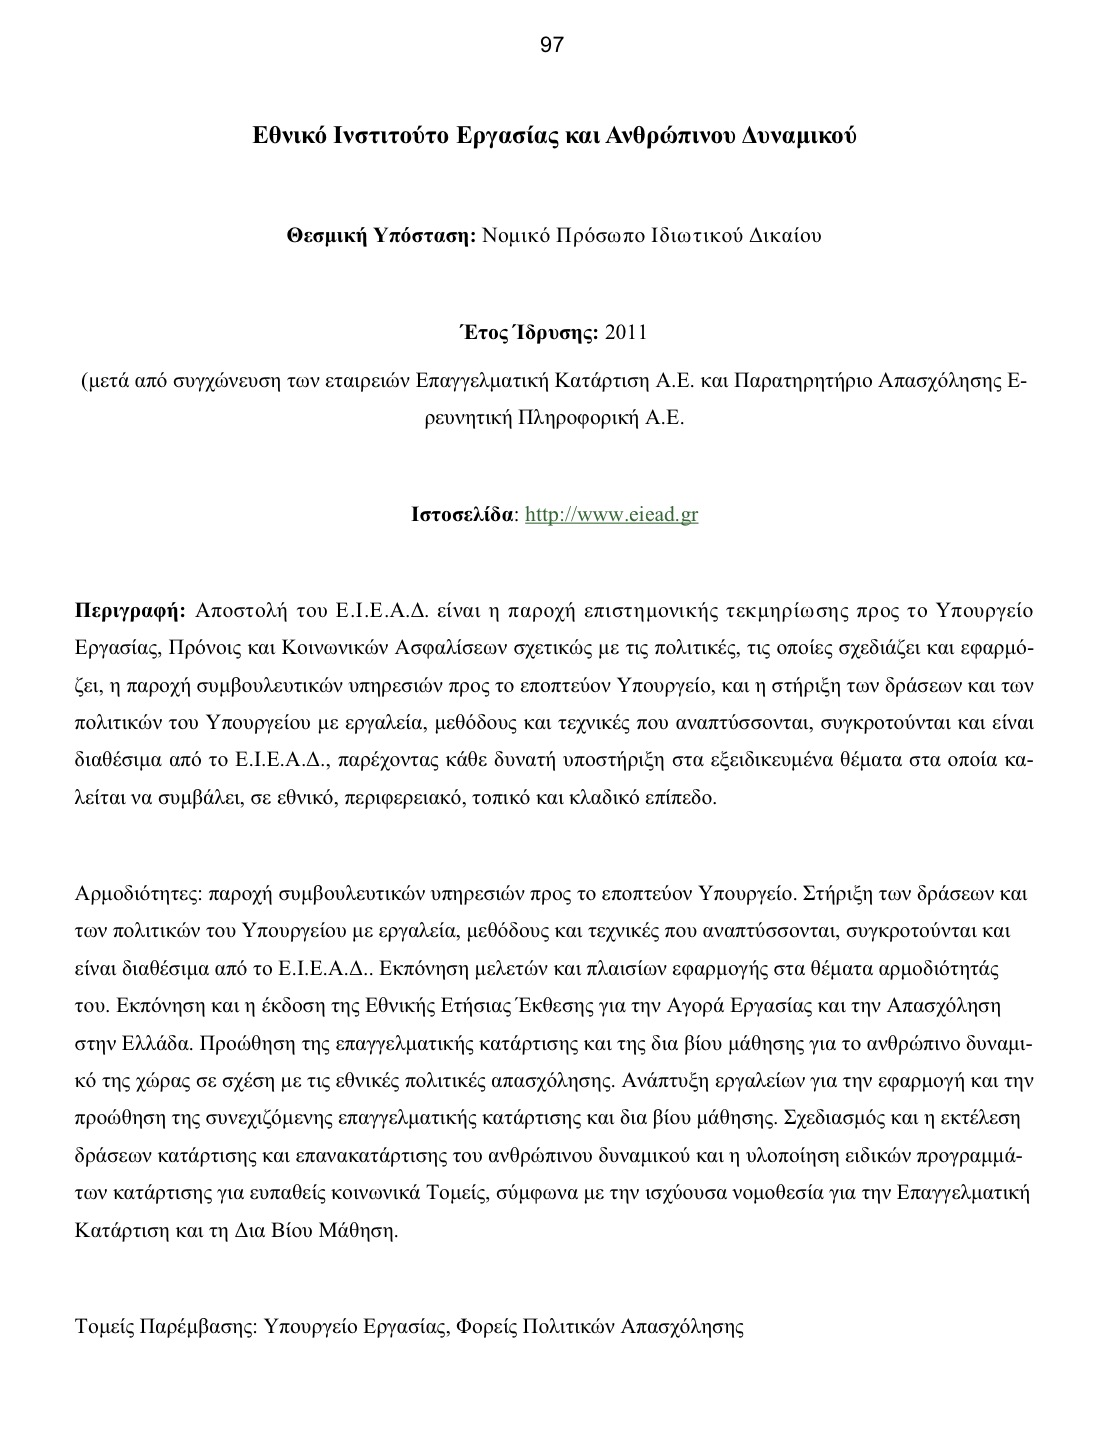 97
Εθνικό Ινστιτούτο Εργασίας και Ανθρώπινου Δυναμικού
Θεσμική Υπόσταση: Νομικό Πρόσωπο Ιδιωτικού Δικαίου
Έτος Ίδρυσης: 2011
(μετά από συγχώνευση των εταιρειών Επαγγελματική Κατάρτιση Α.Ε. και Παρατηρητήριο Απασχόλησης Ε-
ρευνητική Πληροφορική Α.Ε.
Ιστοσελίδα: http://www.eiead.gr
Περιγραφή: Αποστολή του Ε.Ι.Ε.Α.Δ. είναι η παροχή επιστημονικής τεκμηρίωσης προς το Υπουργείο
Εργασίας, Πρόνοις και Κοινωνικών Ασφαλίσεων σχετικώς με τις πολιτικές, τις οποίες σχεδιάζει και εφαρμό-
ζει, η παροχή συμβουλευτικών υπηρεσιών προς το εποπτεύον Υπουργείο, και η στήριξη των δράσεων και των
πολιτικών του Υπουργείου με εργαλεία, μεθόδους και τεχνικές που αναπτύσσονται, συγκροτούνται και είναι
διαθέσιμα από το Ε.Ι.Ε.Α.Δ., παρέχοντας κάθε δυνατή υποστήριξη στα εξειδικευμένα θέματα στα οποία κα-
λείται να συμβάλει, σε εθνικό, περιφερειακό, τοπικό και κλαδικό επίπεδο.
Αρμοδιότητες: παροχή συμβουλευτικών υπηρεσιών προς το εποπτεύον Υπουργείο. Στήριξη των δράσεων και
των πολιτικών του Υπουργείου με εργαλεία, μεθόδους και τεχνικές που αναπτύσσονται, συγκροτούνται και
είναι διαθέσιμα από το Ε.Ι.Ε.Α.Δ.. Εκπόνηση μελετών και πλαισίων εφαρμογής στα θέματα αρμοδιότητάς
του. Εκπόνηση και η έκδοση της Εθνικής Ετήσιας Έκθεσης για την Αγορά Εργασίας και την Απασχόληση
στην Ελλάδα. Προώθηση της επαγγελματικής κατάρτισης και της δια βίου μάθησης για το ανθρώπινο δυναμι-
κό της χώρας σε σχέση με τις εθνικές πολιτικές απασχόλησης. Ανάπτυξη εργαλείων για την εφαρμογή και την
προώθηση της συνεχιζόμενης επαγγελματικής κατάρτισης και δια βίου μάθησης. Σχεδιασμός και η εκτέλεση
δράσεων κατάρτισης και επανακατάρτισης του ανθρώπινου δυναμικού και η υλοποίηση ειδικών προγραμμά-
των κατάρτισης για ευπαθείς κοινωνικά Τομείς, σύμφωνα με την ισχύουσα νομοθεσία για την Επαγγελματική
Κατάρτιση και τη Δια Βίου Μάθηση.
Τομείς Παρέμβασης: Υπουργείο Εργασίας, Φορείς Πολιτικών Απασχόλησης